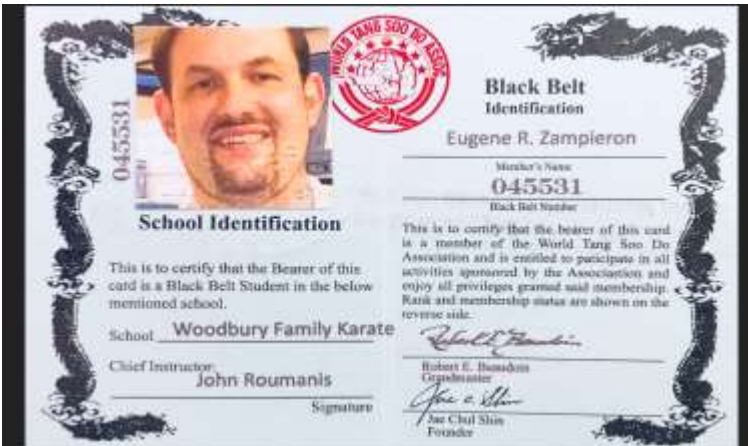 045531
School Identification
This is to certify that the Bearer of this
card is a Black Belt Student in the below
mentioned school.
School Woodbury Family Karate
Chief Instructor:
John Roumanis
Signature
WORLD TANG SOO DO ASSOC.
Black Belt
Identification
Eugene R. Zampieron
Member's Name
045531
Black Belt Number
This is to certify that the bearer of this card
is a member of the World Tang Soo Do
Association and is entitled to paticipate in all
activities sponsored by the Association and
enjoy all privileges granted said membership.
Rank and membership status are shown on the
reverse side.
Robert E. Beaudoin
Grandmaster
Jae C. Shin
Jae Chul Shin
Founder